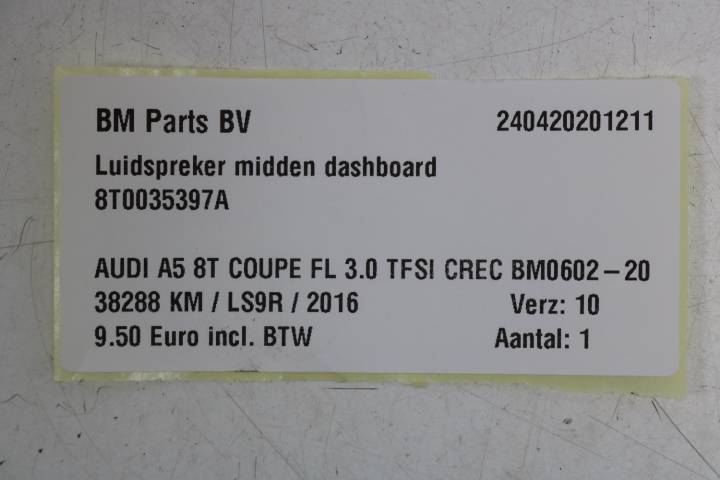 BM Parts BV 240420201211
Luidspreker midden dashboard
8T0035397A
AUDI A5 8T COUPE FL 3.0 TFSI CREC BM0602-20
38288 KM / LS9R / 2016 Verz: 10
9.50 Euro incl. BTW Aantal: 1